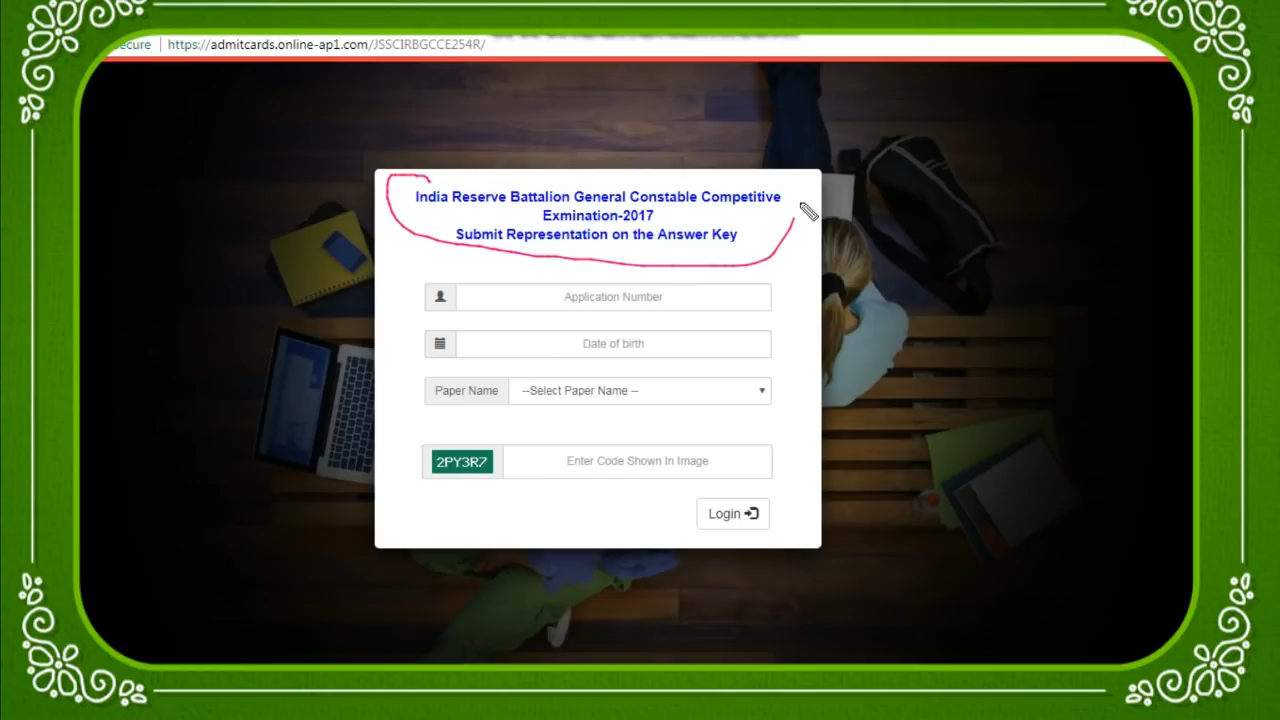 https://admitcards.online-ap1.com/JSSCIRBGCCE254R/
India Reserve Battalion General Constable Competitive
Exmination-2017
Submit Representation on the Answer Key
Application Number
Date of birth
Paper Name --Select Paper Name --
2PY3R7 Enter Code Shown In Image
Login